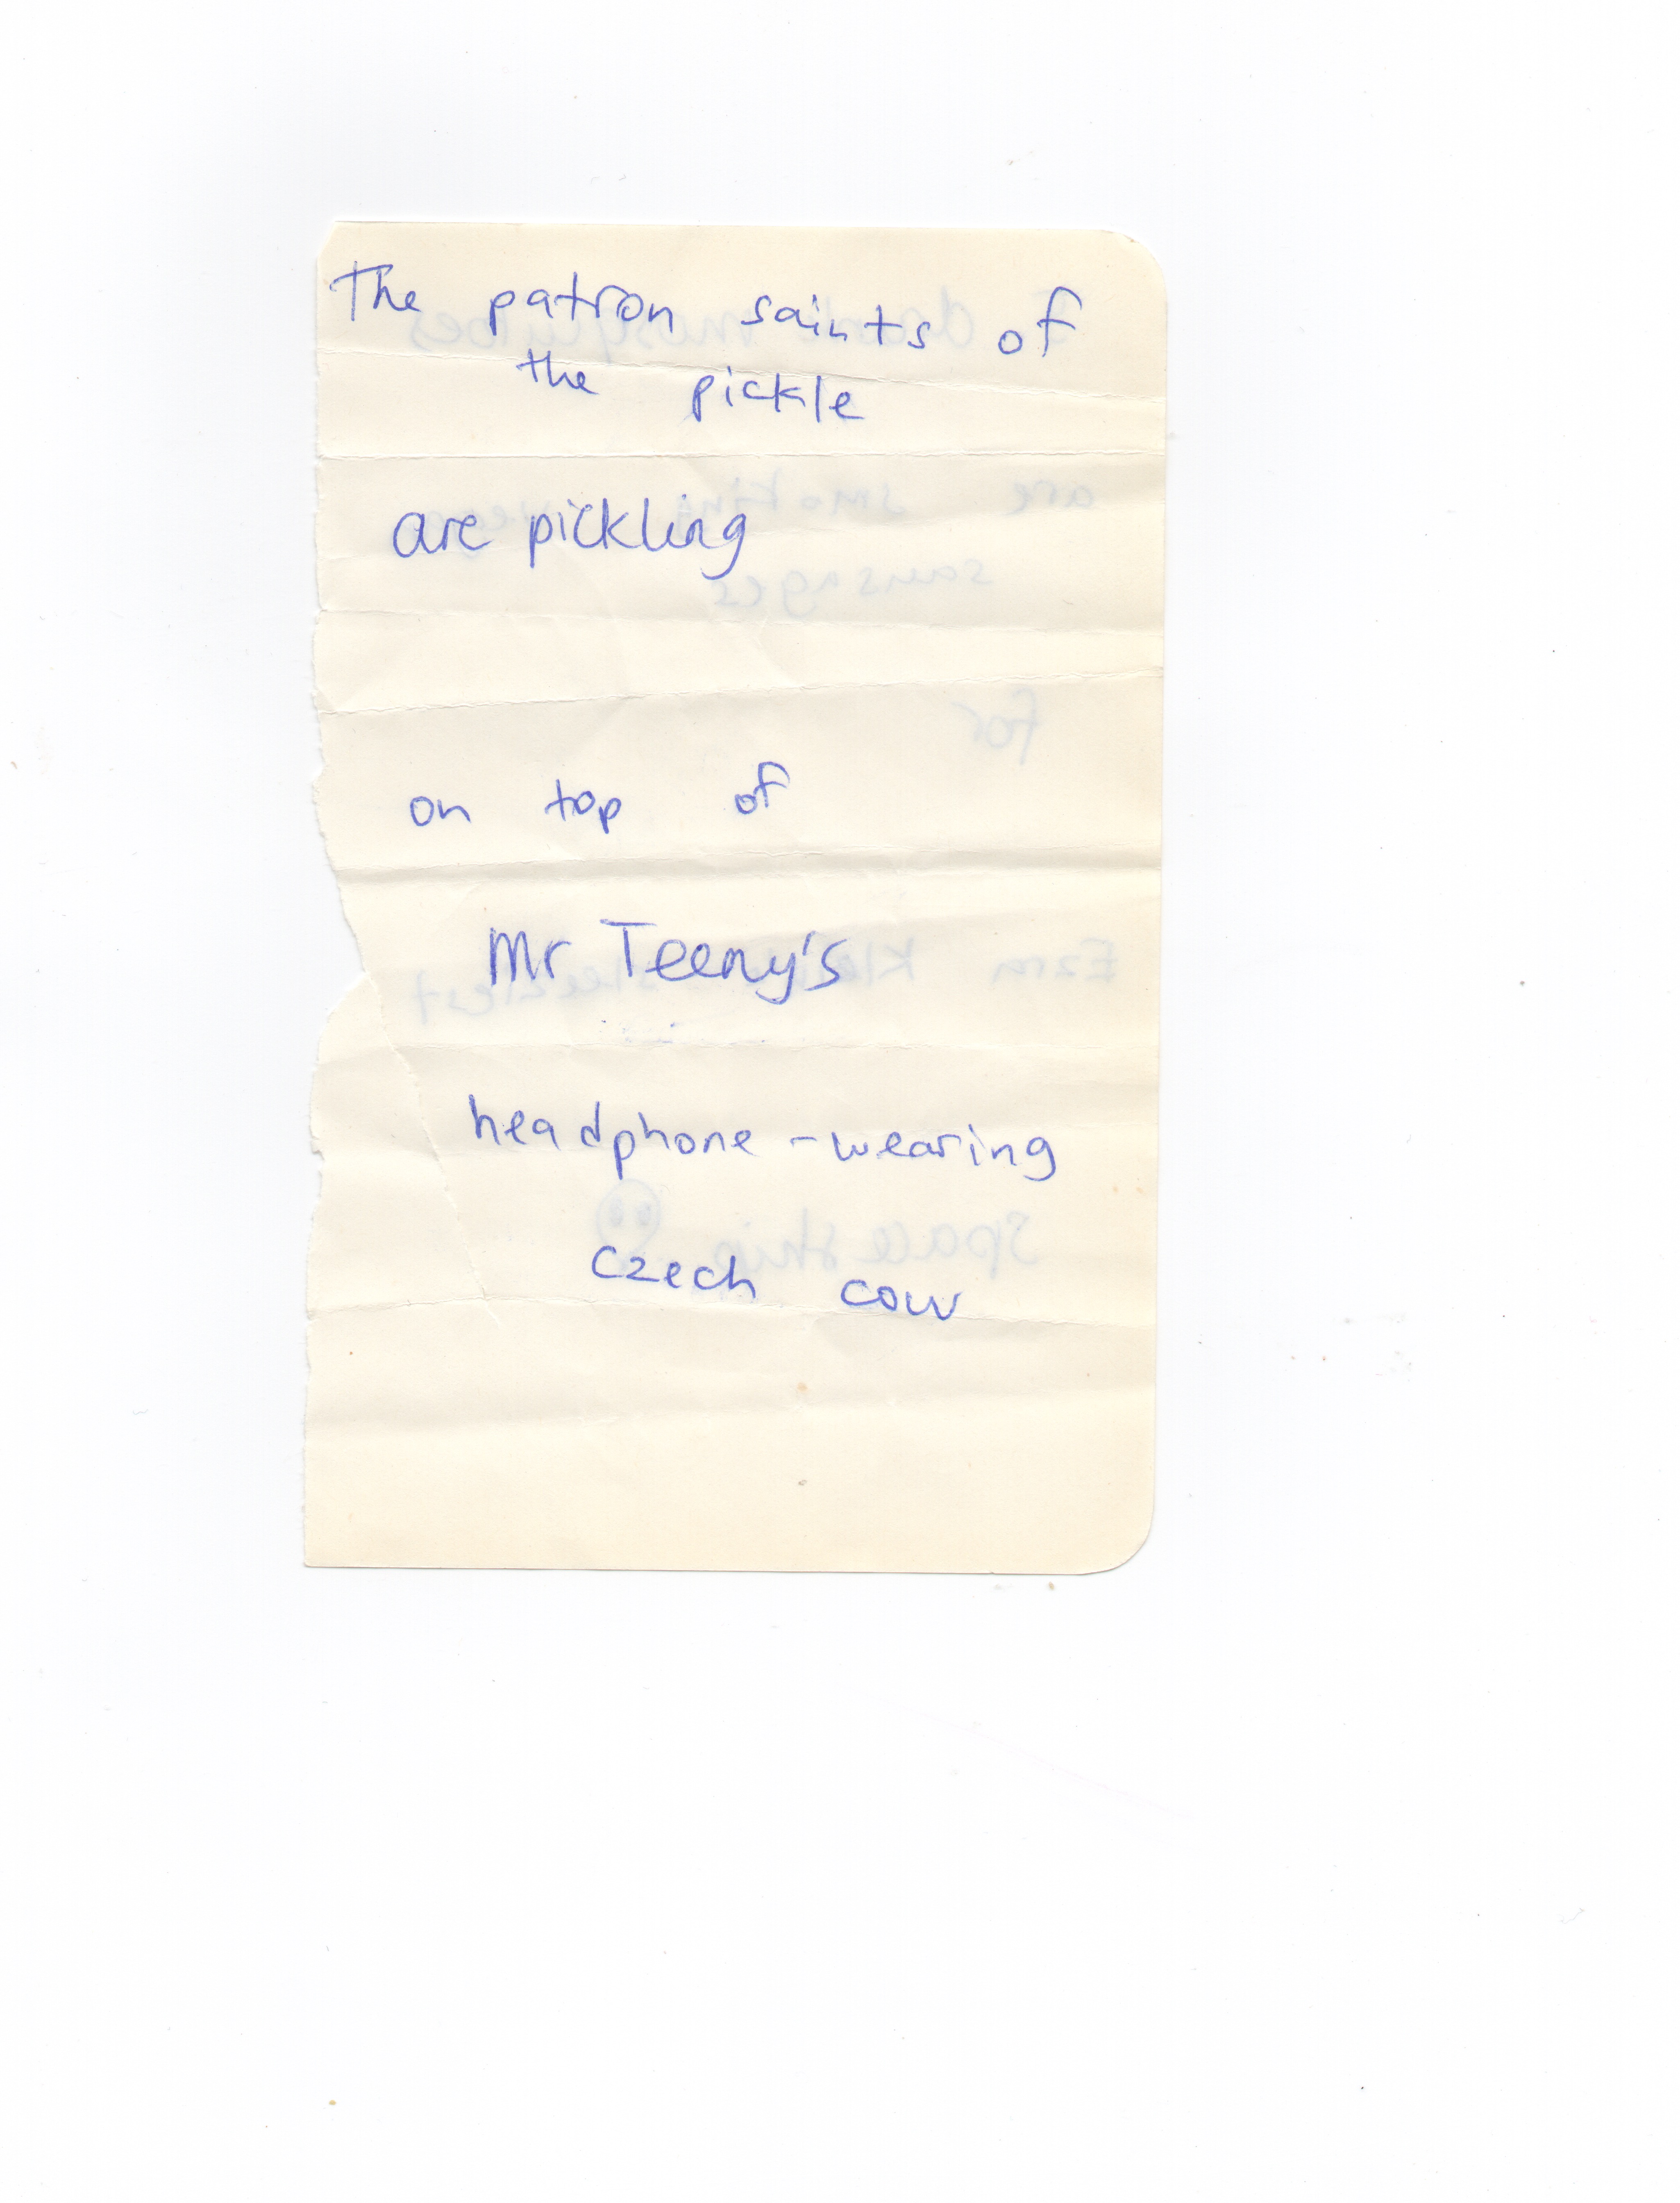 The patron saints of
the pickle
are pickling
on top of
Mr Teeny's
headphone-wearing
czech cow